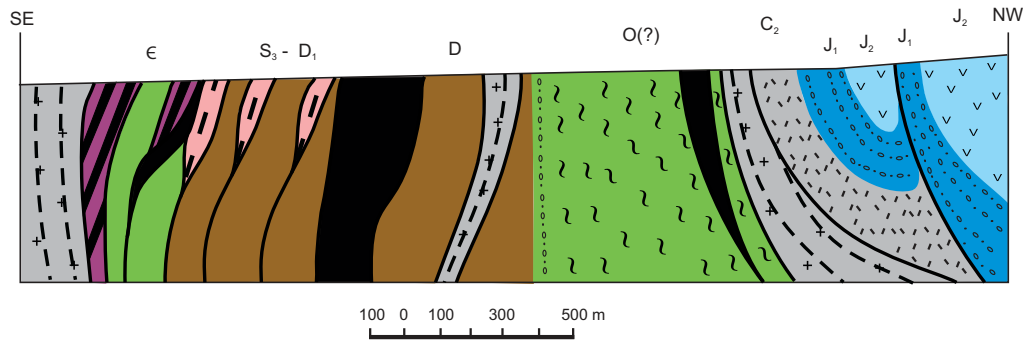 SE
Є
S₃ - D₁
D
O(?)
C₂
J₁
J₂
J₁
J₂
NW
100 0 100 300 500 m